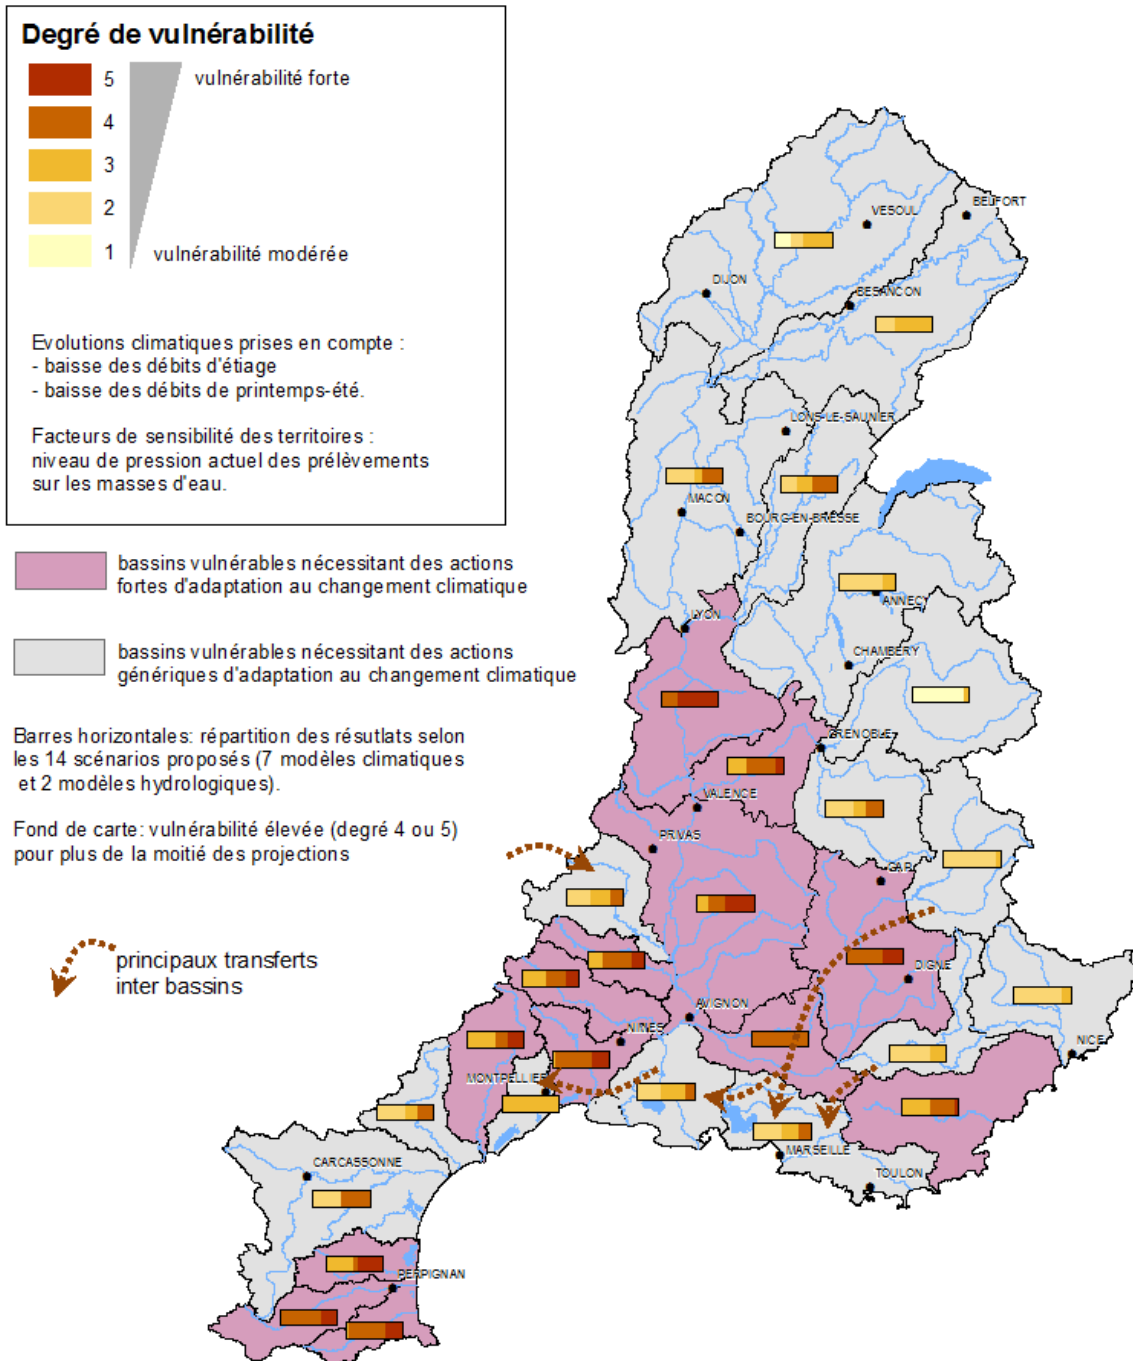 Degré de vulnérabilité
5
vulnérabilité forte
4
3
2
1
vulnérabilité modérée
Evolutions climatiques prises en compte :
- baisse des débits d'étiage
- baisse des débits de printemps-été.
Facteurs de sensibilité des territoires :
niveau de pression actuel des prélèvements
sur les masses d'eau.
bassins vulnérables nécessitant des actions
fortes d'adaptation au changement climatique
bassins vulnérables nécessitant des actions
génériques d'adaptation au changement climatique
Barres horizontales: répartition des résutlats selon
les 14 scénarios proposés (7 modèles climatiques
et 2 modèles hydrologiques).
Fond de carte: vulnérabilité élevée (degré 4 ou 5)
pour plus de la moitié des projections
principaux transferts
inter bassins
VESOUL
BELFORT
DIJON
BESANCON
LONS-LE-SAUNIER
MACON
BOURG-EN-BRESSE
ANNECY
LYON
CHAMBERY
GRENOBLE
VALENCE
PRIVAS
GAP
DIGNE
AVIGNON
NIMES
NICE
MONTPELLIER
MARSEILLE
TOULON
CARCASSONNE
PERPIGNAN